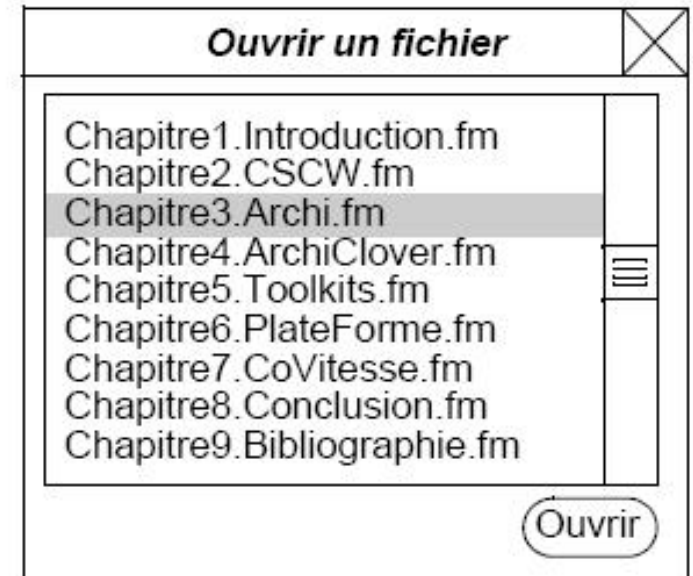 Ouvrir un fichier
Chapitre1.Introduction.fm
Chapitre2.CSCW.fm
Chapitre3.Archi.fm
Chapitre4.ArchiClover.fm
Chapitre5.Toolkits.fm
Chapitre6.PlateForme.fm
Chapitre7.CoVitesse.fm
Chapitre8.Conclusion.fm
Chapitre9.Bibliographie.fm
Ouvrir